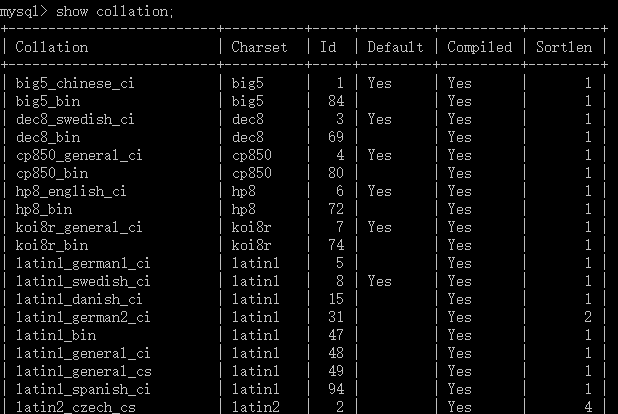 mysql> show collation;
+--------------------------+----------+-----+---------+----------+---------+
| Collation | Charset | Id | Default | Compiled | Sortlen |
+--------------------------+----------+-----+---------+----------+---------+
| big5_chinese_ci | big5 | 1 | Yes | Yes | 1 |
| big5_bin | big5 | 84 | | Yes | 1 |
| dec8_swedish_ci | dec8 | 3 | Yes | Yes | 1 |
| dec8_bin | dec8 | 69 | | Yes | 1 |
| cp850_general_ci | cp850 | 4 | Yes | Yes | 1 |
| cp850_bin | cp850 | 80 | | Yes | 1 |
| hp8_english_ci | hp8 | 6 | Yes | Yes | 1 |
| hp8_bin | hp8 | 72 | | Yes | 1 |
| koi8r_general_ci | koi8r | 7 | Yes | Yes | 1 |
| koi8r_bin | koi8r | 74 | | Yes | 1 |
| latin1_german1_ci | latin1 | 5 | | Yes | 1 |
| latin1_swedish_ci | latin1 | 8 | Yes | Yes | 1 |
| latin1_danish_ci | latin1 | 15 | | Yes | 1 |
| latin1_german2_ci | latin1 | 31 | | Yes | 2 |
| latin1_bin | latin1 | 47 | | Yes | 1 |
| latin1_general_ci | latin1 | 48 | | Yes | 1 |
| latin1_general_cs | latin1 | 49 | | Yes | 1 |
| latin1_spanish_ci | latin1 | 94 | | Yes | 1 |
| latin2_czech_cs | latin2 | 2 | | Yes | 4 |